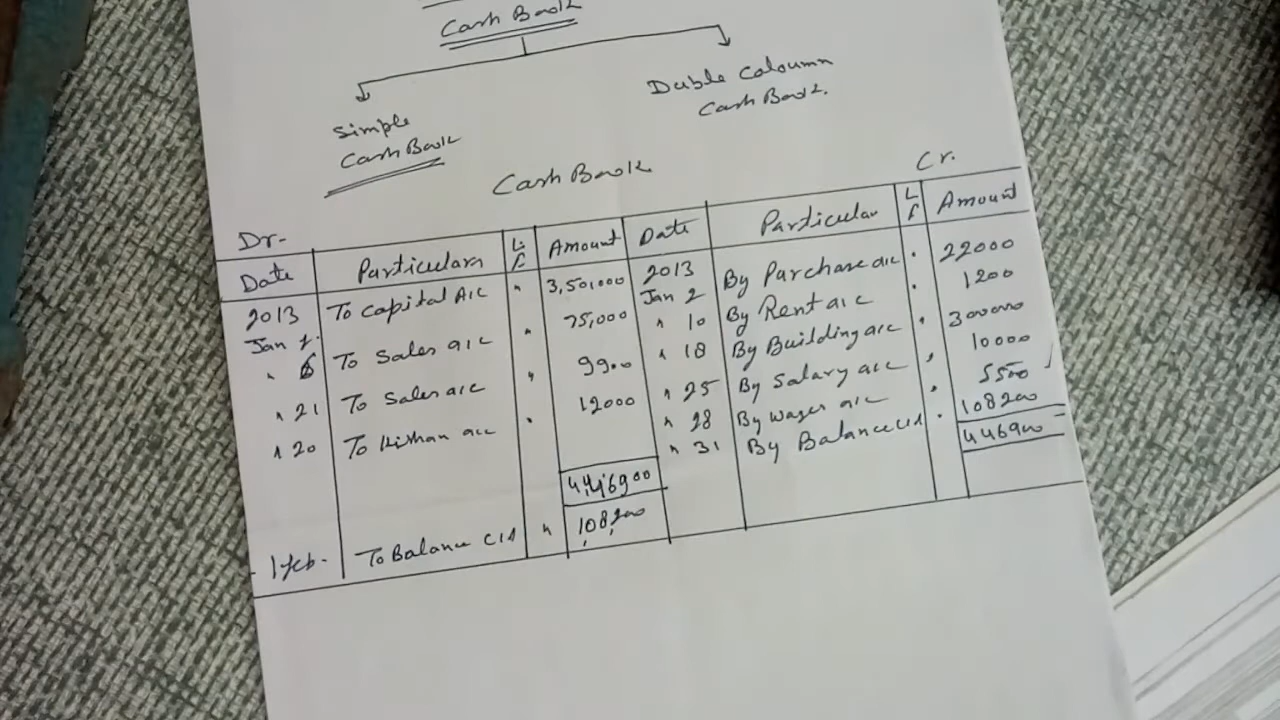 Cash Book
Simple
Cash Book
Duble Coloumn
Cash Book.
Cash Book
Dr. Cr.
Date Particulars L F Amount Date Particular L F Amount
2013 To Capital A/c " 3,50,000 2013 By Parchase a/c . 22000
Jan 1. Jan 2
" 6 To Sales a/c " 75,000 " 10 By Rent a/c . 1200
" 21 To Sales a/c " 9900 " 18 By Building a/c . 300000
" 20 To Kishan a/c . 12000 " 25 By Salary a/c , 10000
" 28 By Wages a/c . 5500
" 31 By Balance c/d . 108200
446900 446900
1 Feb. To Balance c/d " 108200